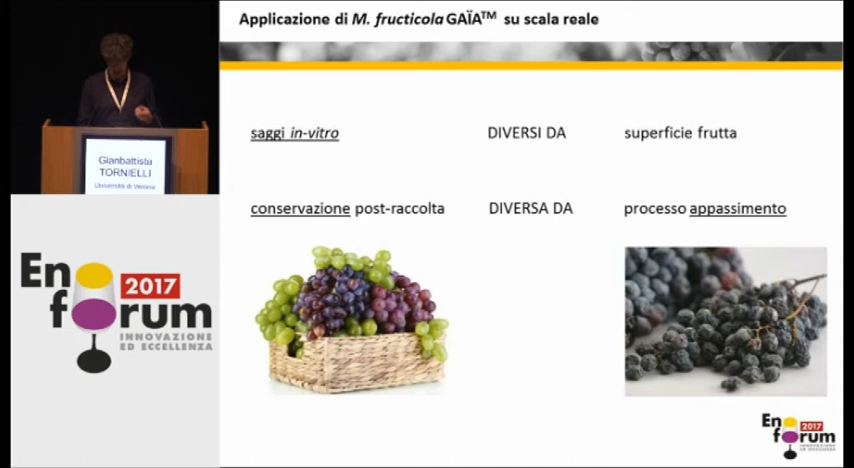 Applicazione di M. fructicola GAÏA™ su scala reale
saggi in-vitro DIVERSI DA superficie frutta
conservazione post-raccolta DIVERSA DA processo appassimento
Gianbattista
TORNIELLI
Università di Verona
En
2017
forum
INNOVAZIONE
ED ECCELLENZA
En
2017
forum